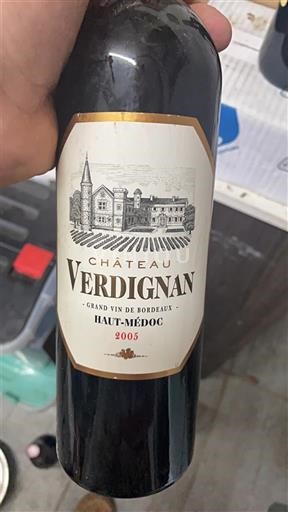 CHÂTEAU
VERDIGNAN
- GRAND VIN DE BORDEAUX -
HAUT-MÉDOC
2005